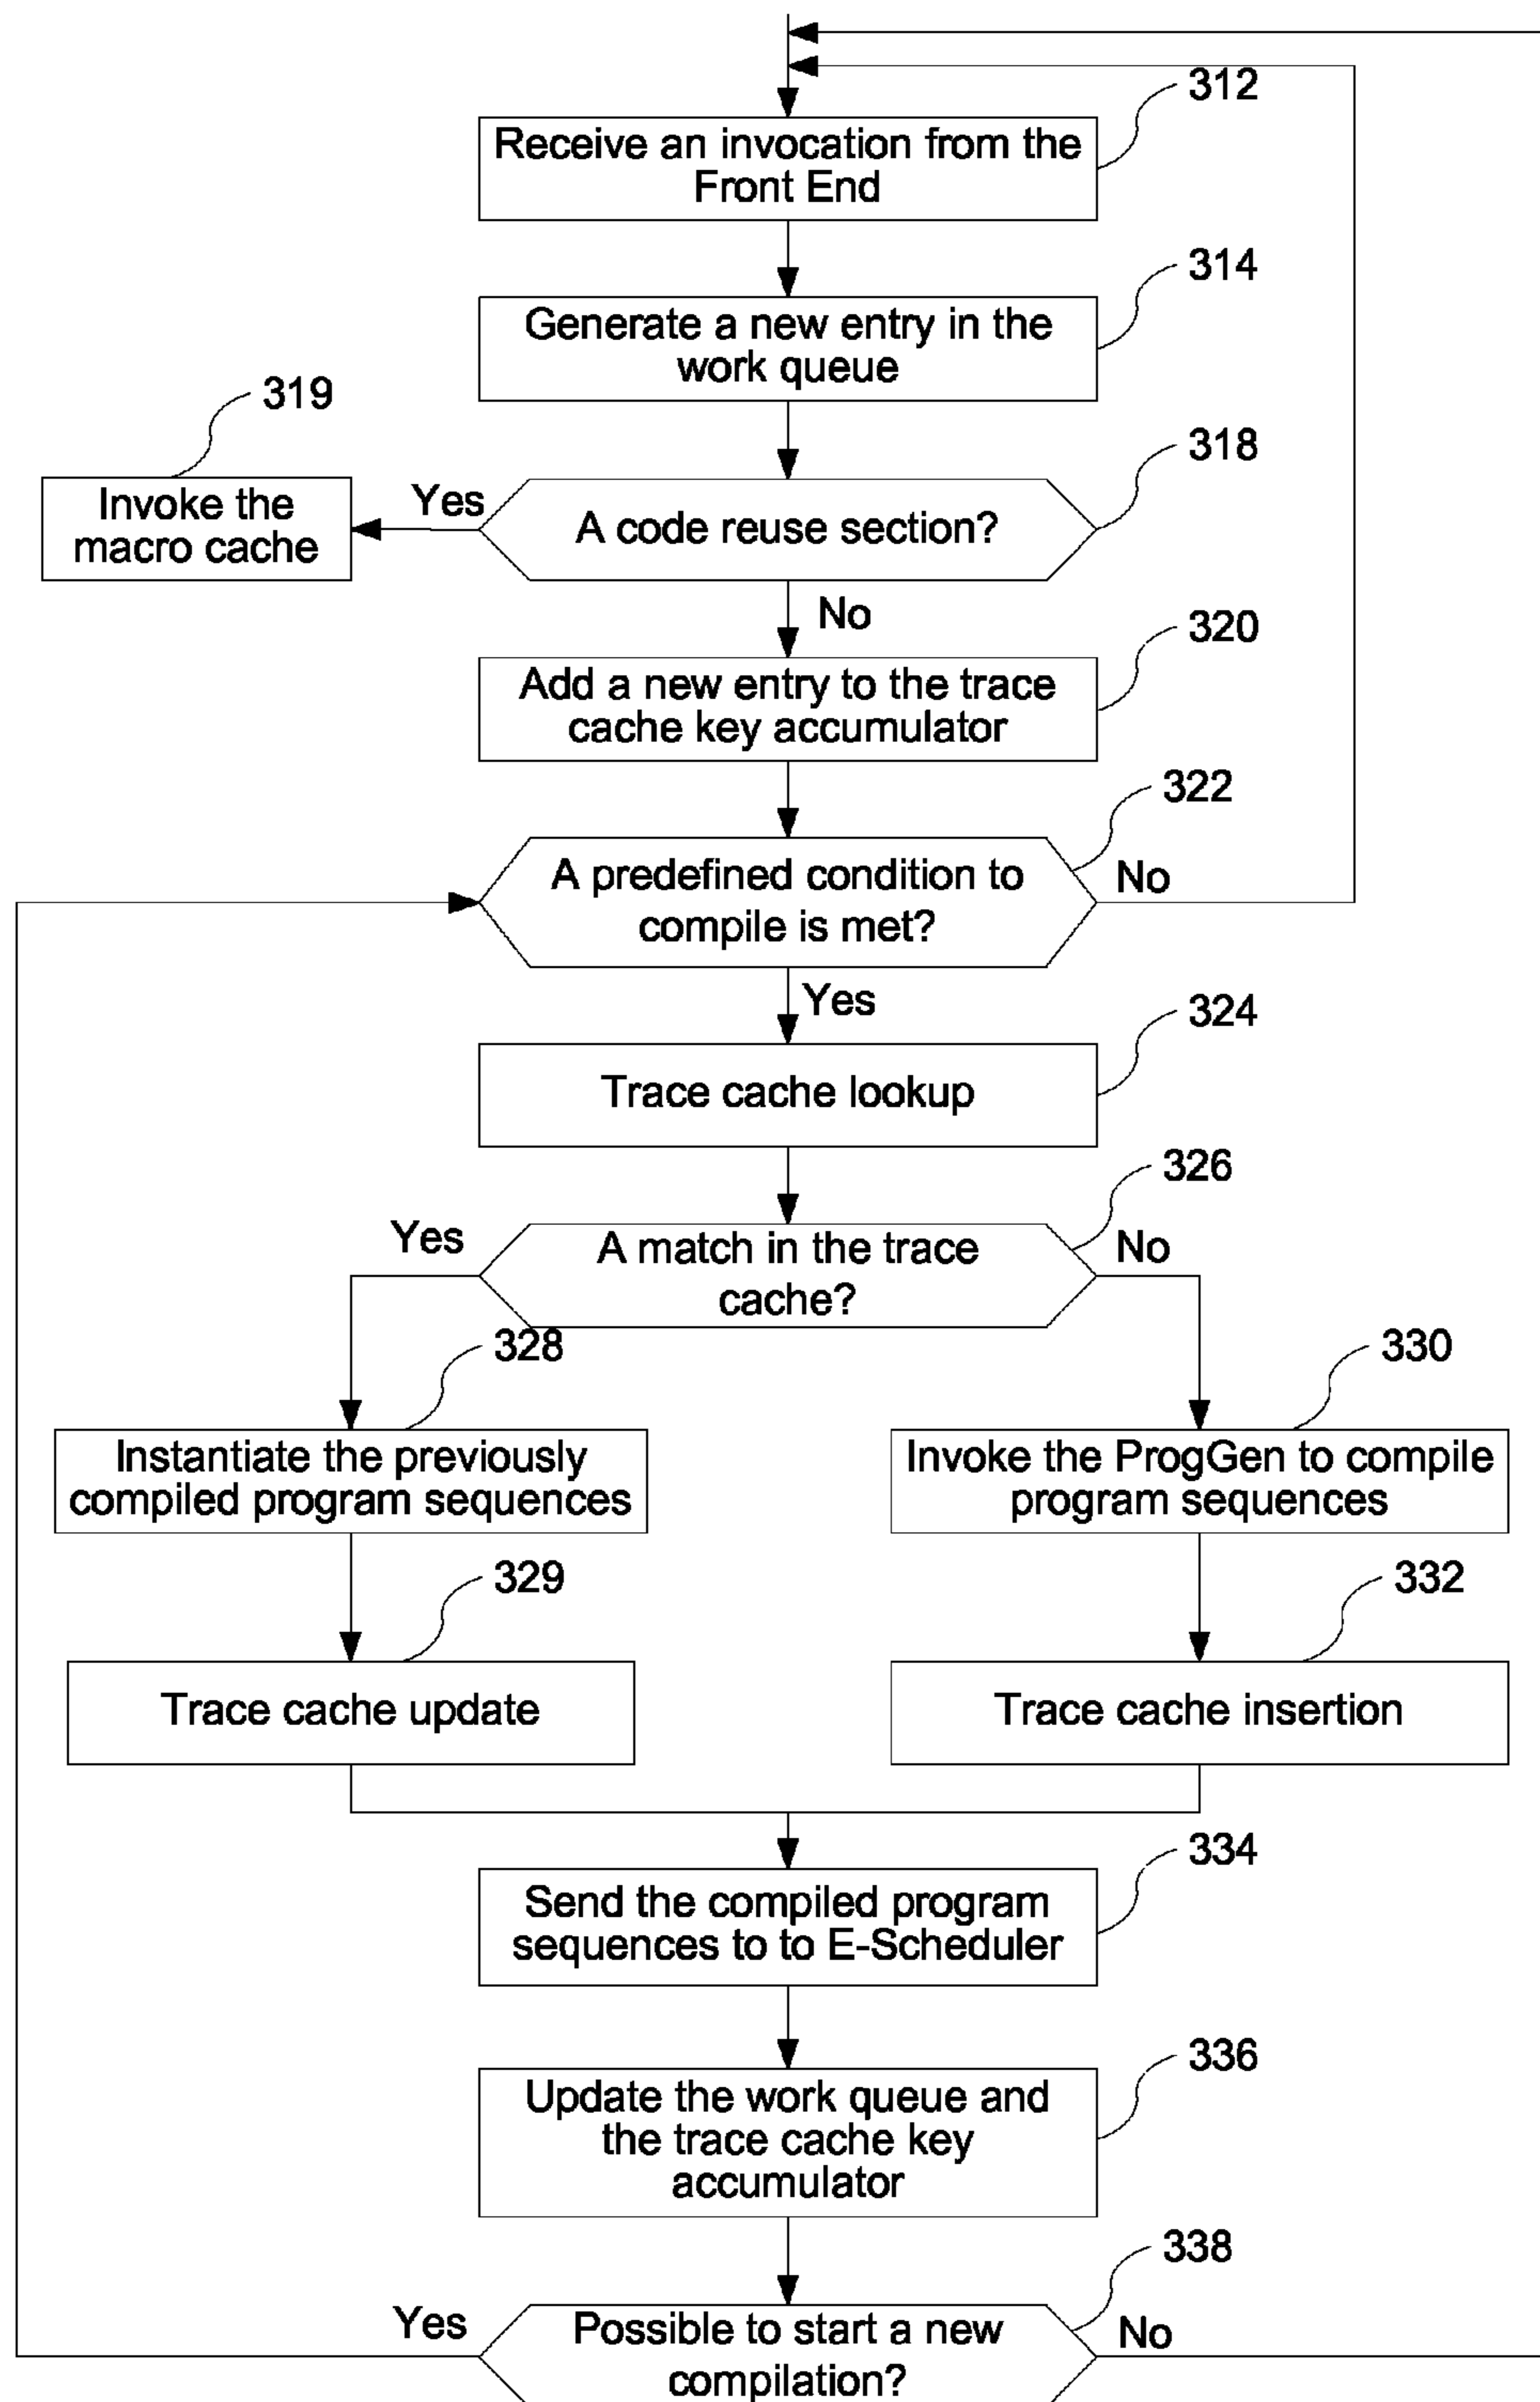 312
Receive an invocation from the
Front End
314
Generate a new entry in the
work queue
319
318
Invoke the
macro cache
Yes
A code reuse section?
No
320
Add a new entry to the trace
cache key accumulator
322
A predefined condition to
compile is met?
No
Yes
324
Trace cache lookup
326
Yes
A match in the trace
cache?
No
328
330
Instantiate the previously
compiled program sequences
Invoke the ProgGen to compile
program sequences
329
332
Trace cache update
Trace cache insertion
334
Send the compiled program
sequences to to E-Scheduler
336
Update the work queue and
the trace cache key
accumulator
338
Yes
Possible to start a new
compilation?
No